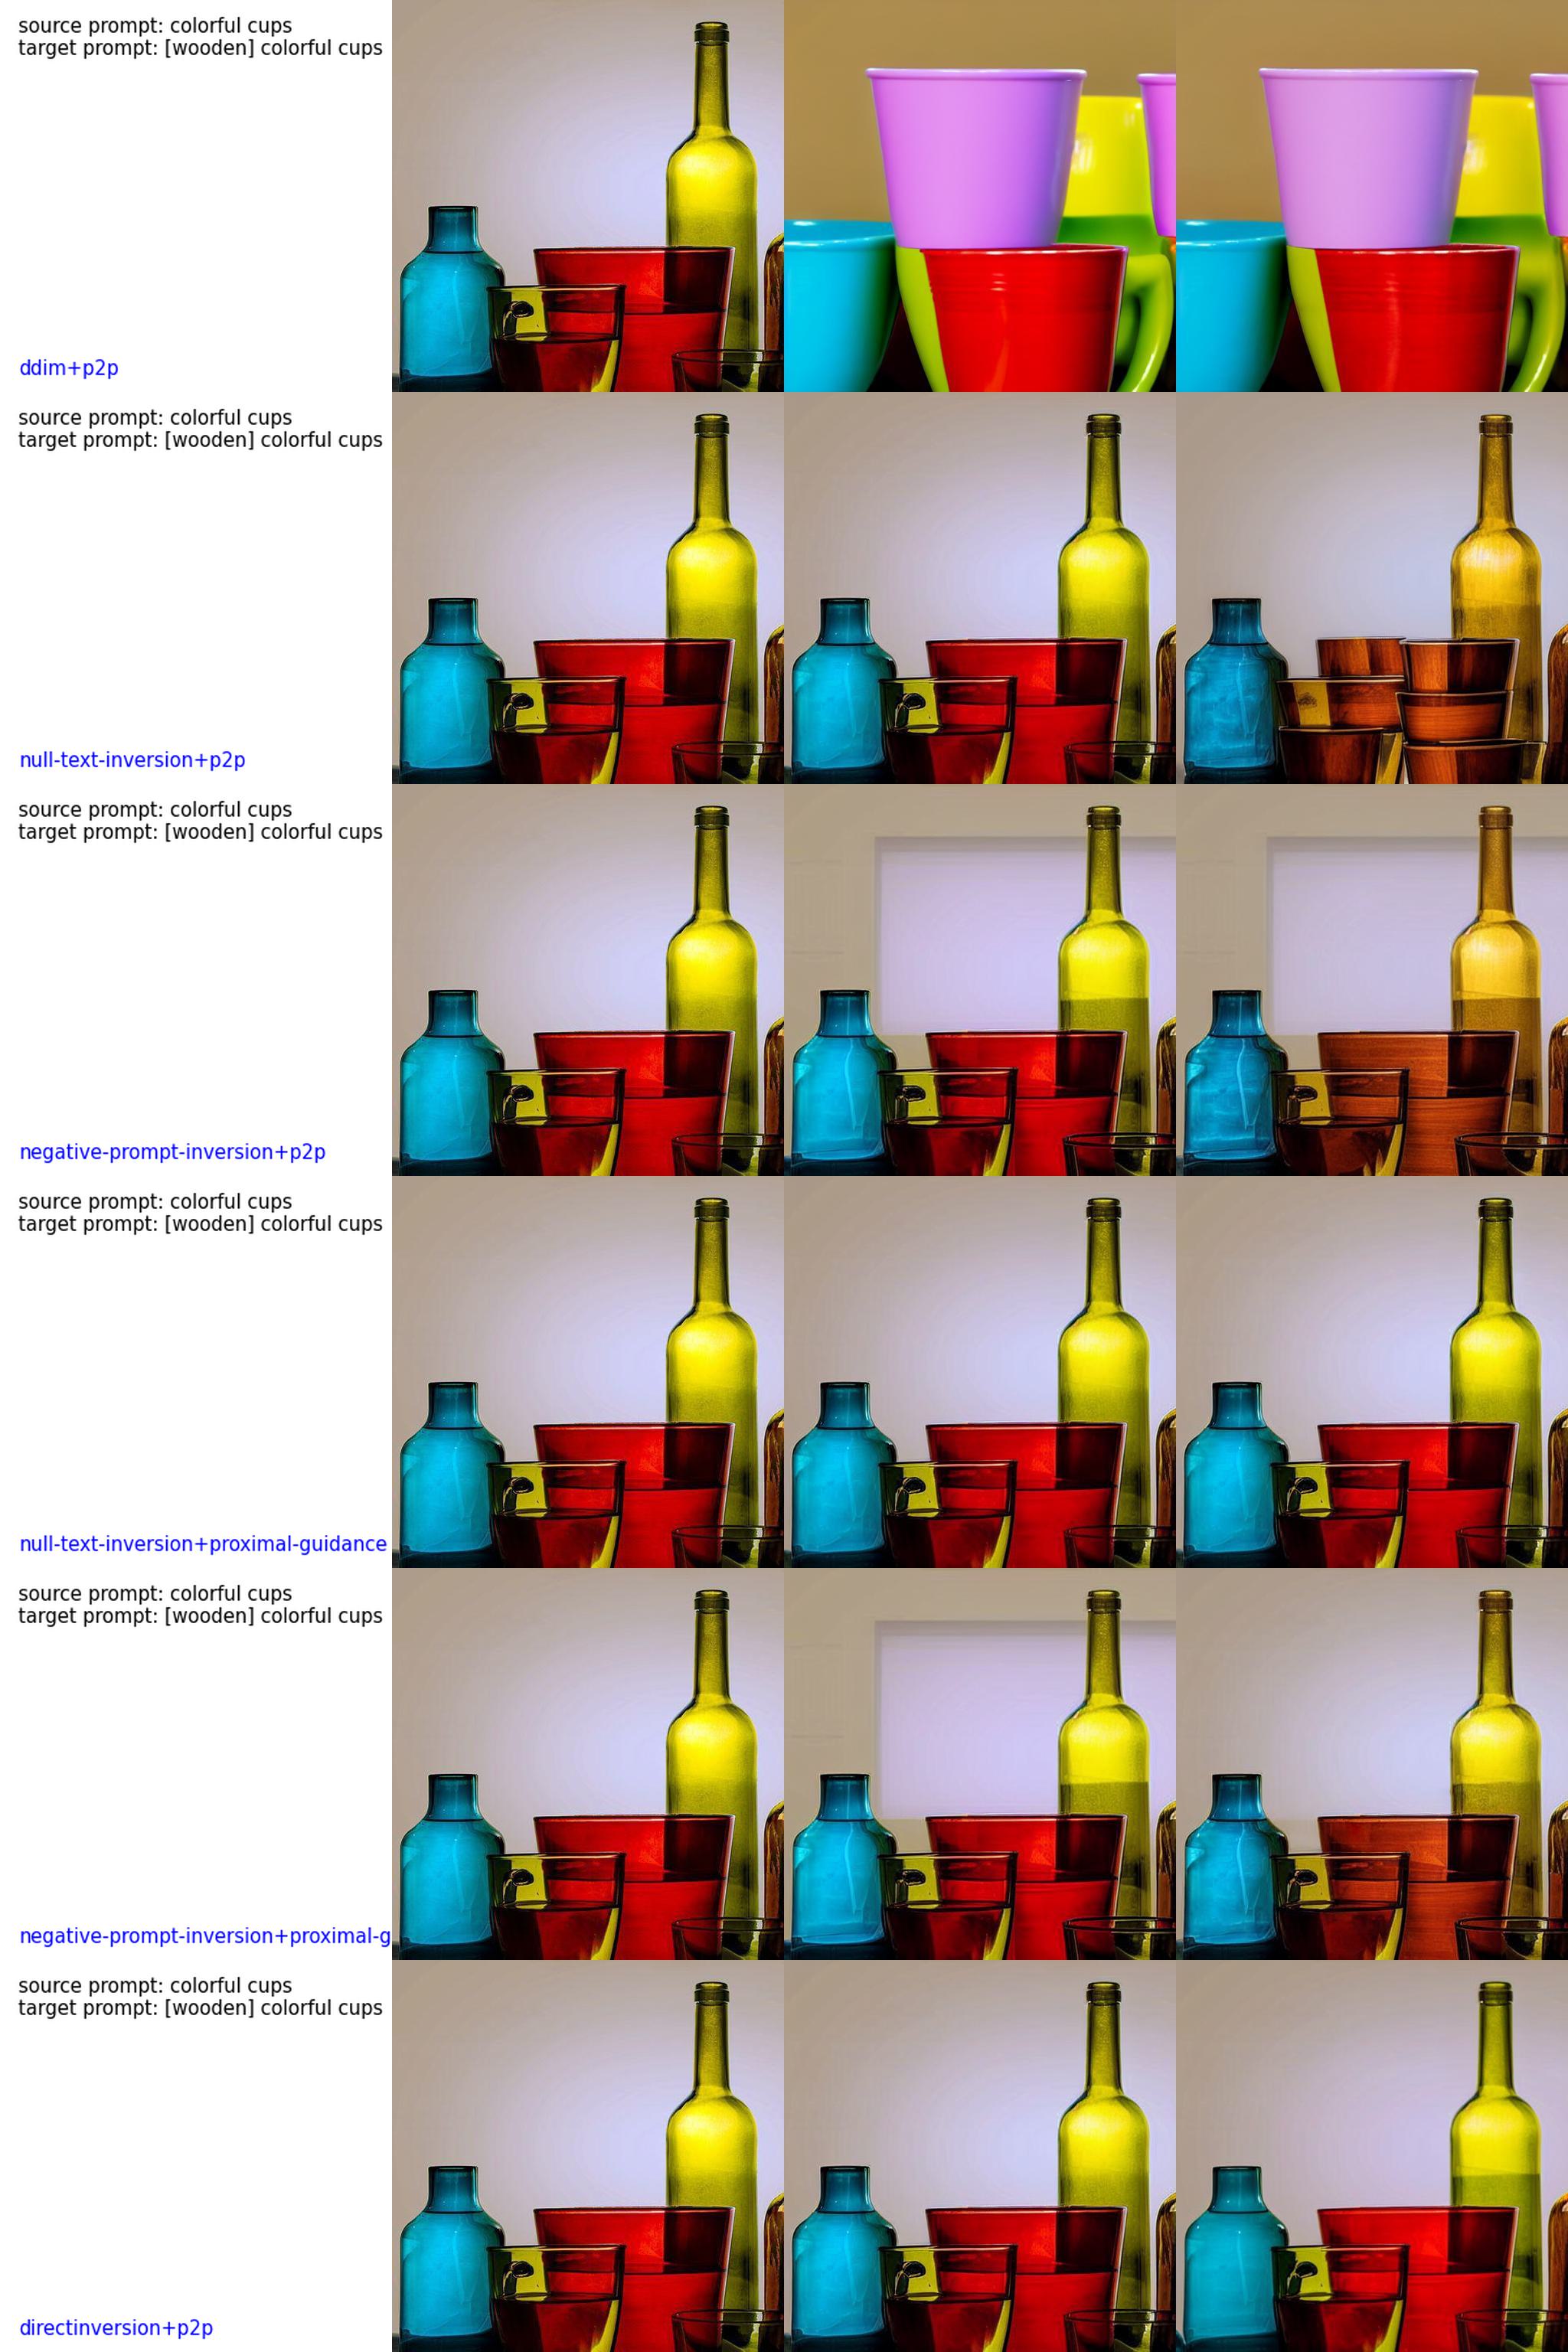 source prompt: colorful cups
target prompt: [wooden] colorful cups
ddim+p2p
source prompt: colorful cups
target prompt: [wooden] colorful cups
null-text-inversion+p2p
source prompt: colorful cups
target prompt: [wooden] colorful cups
negative-prompt-inversion+p2p
source prompt: colorful cups
target prompt: [wooden] colorful cups
null-text-inversion+proximal-guidance
source prompt: colorful cups
target prompt: [wooden] colorful cups
negative-prompt-inversion+proximal-g
source prompt: colorful cups
target prompt: [wooden] colorful cups
directinversion+p2p